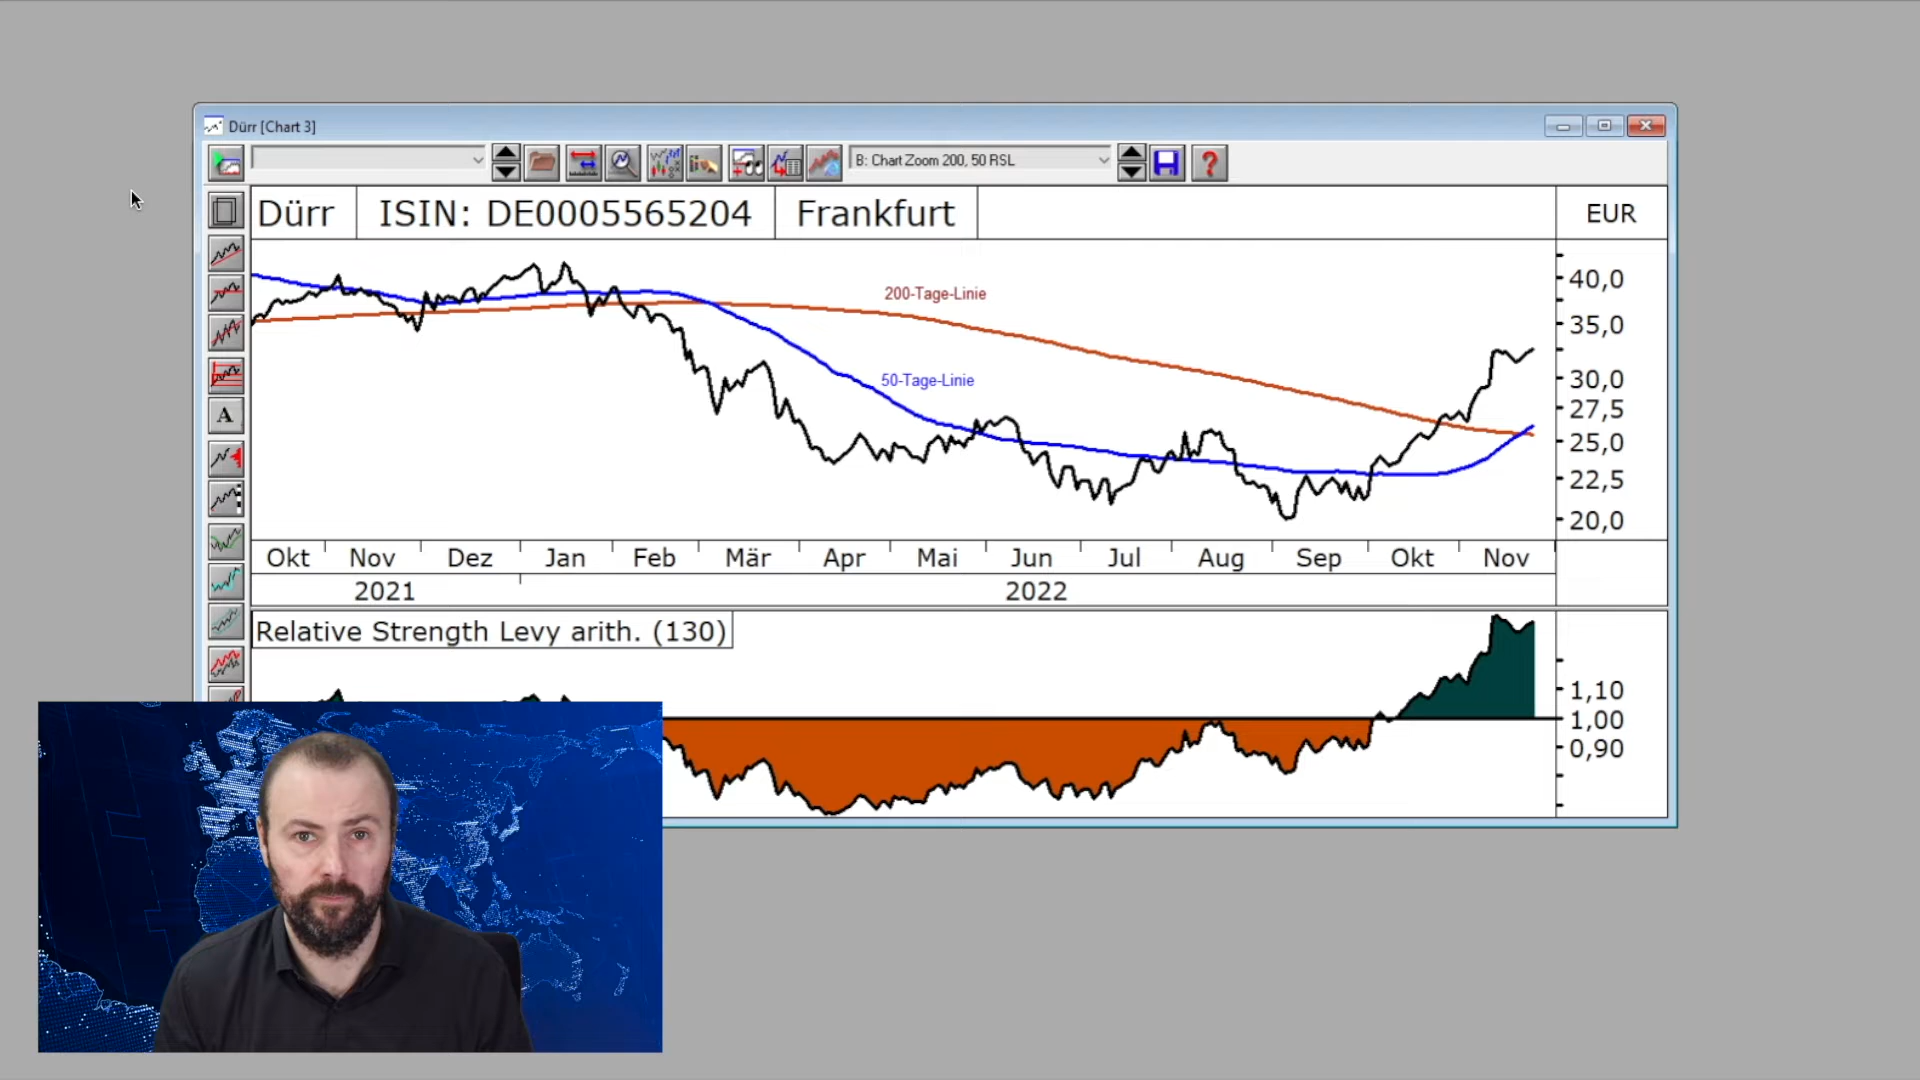 Dürr [Chart 3]
B: Chart Zoom 200, 50 RSL
Dürr ISIN: DE0005565204 Frankfurt EUR
200-Tage-Linie
50-Tage-Linie
40,0
35,0
30,0
27,5
25,0
22,5
20,0
Okt Nov Dez Jan Feb Mär Apr Mai Jun Jul Aug Sep Okt Nov
2021 2022
Relative Strength Levy arith. (130)
1,10
1,00
0,90
A
?